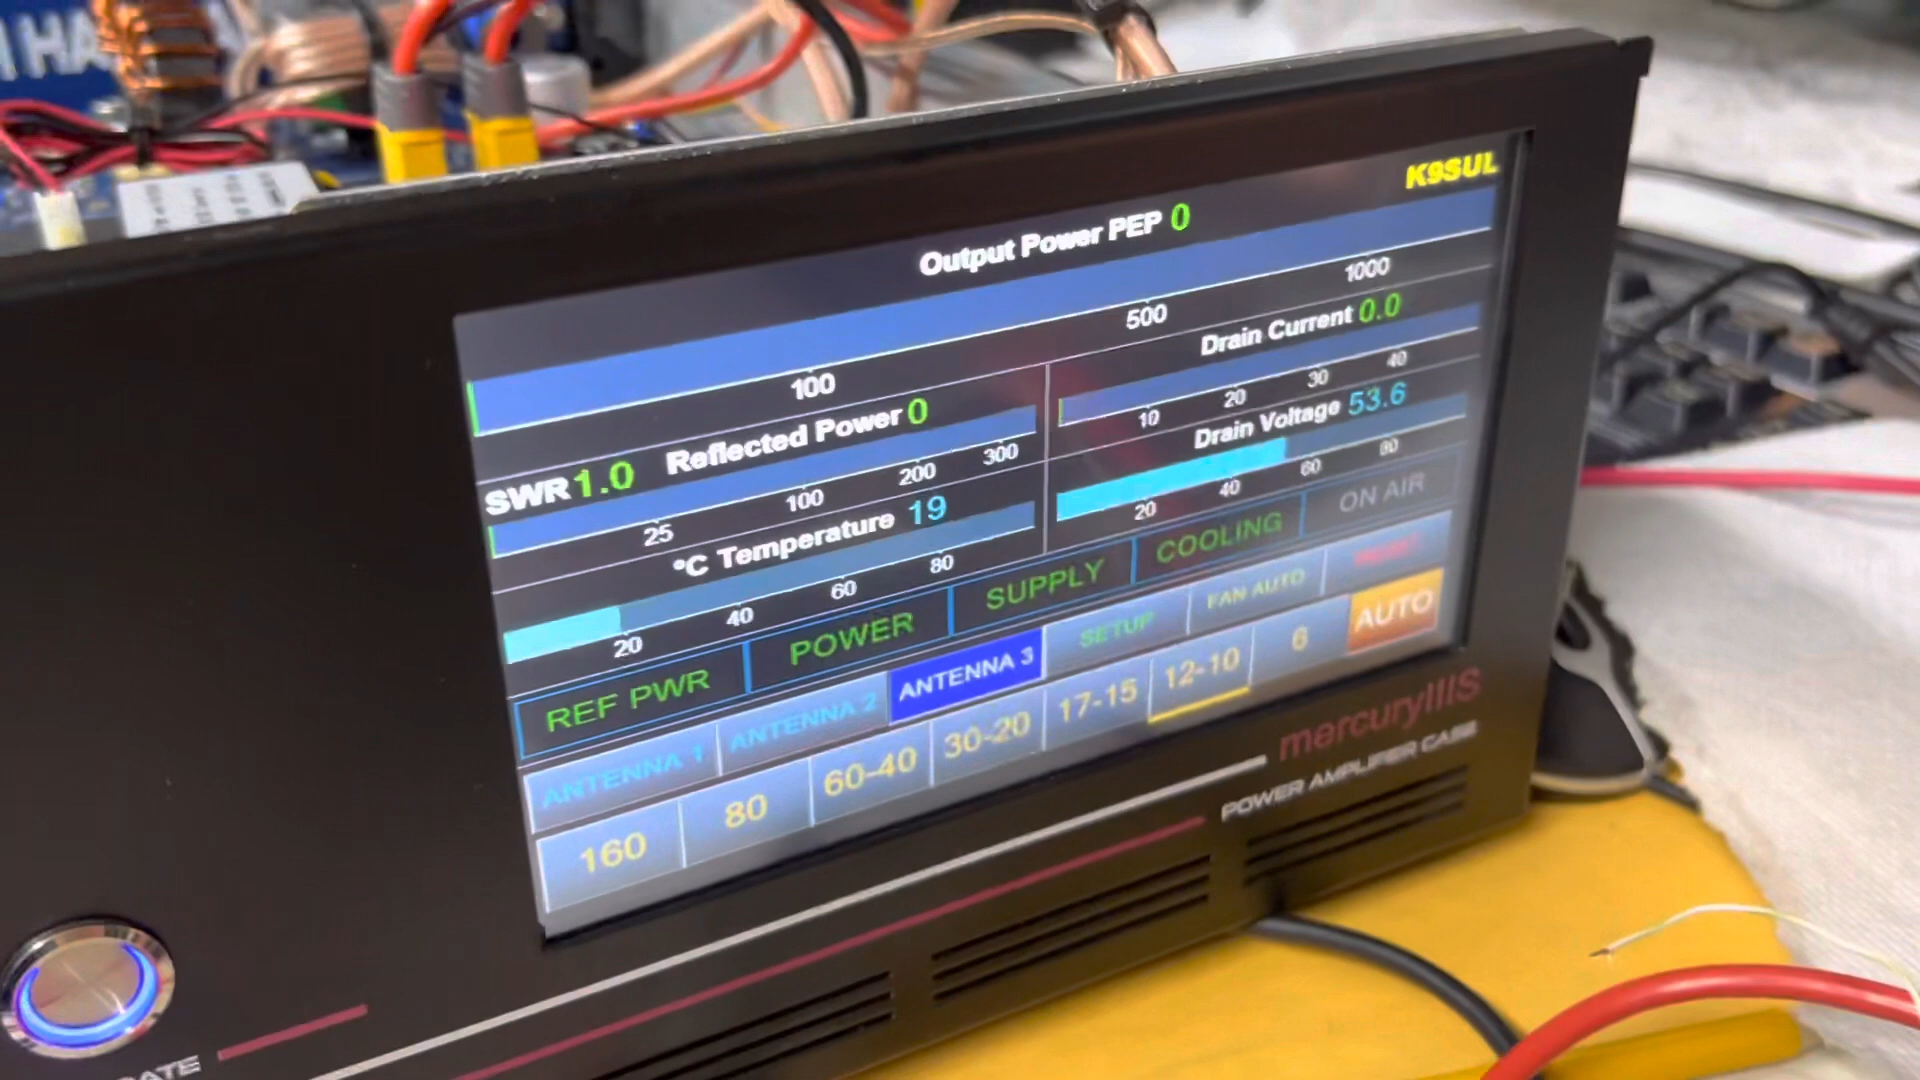 M HA
K9SUL
Output Power PEP 0
100 500 1000
SWR 1.0 Reflected Power 0
25 100 200 300
Drain Current 0.0
10 20 30 40
Drain Voltage 53.6
20 40 60 80
°C Temperature 19
20 40 60 80
REF PWR POWER SUPPLY COOLING ON AIR
ANTENNA 1 ANTENNA 2 ANTENNA 3 SETUP FAN AUTO RESET
160 80 60-40 30-20 17-15 12-10 6 AUTO
mercuryIIIS
POWER AMPLIFIER CASE